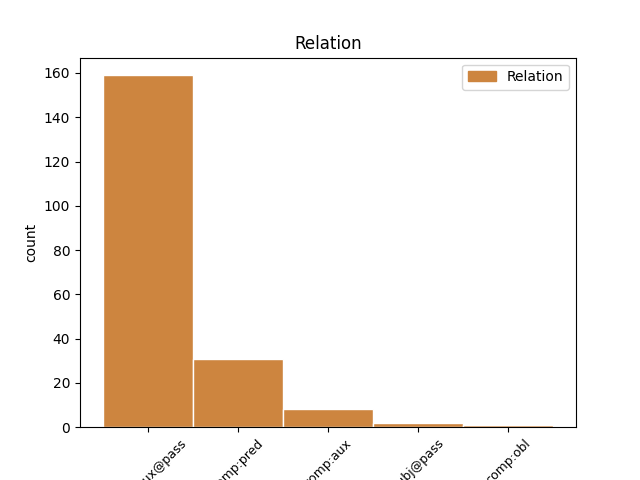 Relation
Relation
count
160
140
120
100
80
60
40
20
0
ux@pass
omp:pred
omp:aux
bj@pass
comp:obl